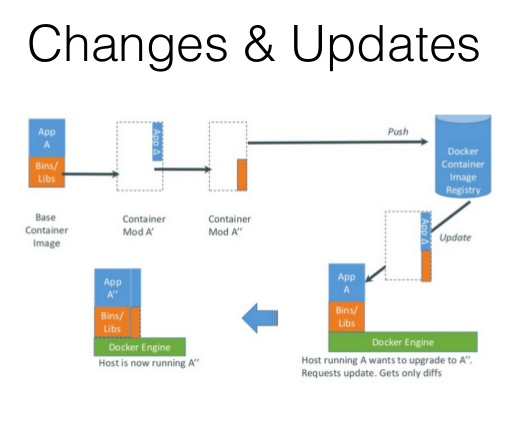 Changes & Updates
App
A
Bins/
Libs
App Δ
Push
Docker
Container
Image
Registry
Base
Container
Image
Container
Mod A'
Container
Mod A''
App Δ
Update
App
A''
Bins/
Libs
Docker Engine
Host is now running A''
App
A
Bins/
Libs
Docker Engine
Host running A wants to upgrade to A''.
Requests update. Gets only diffs